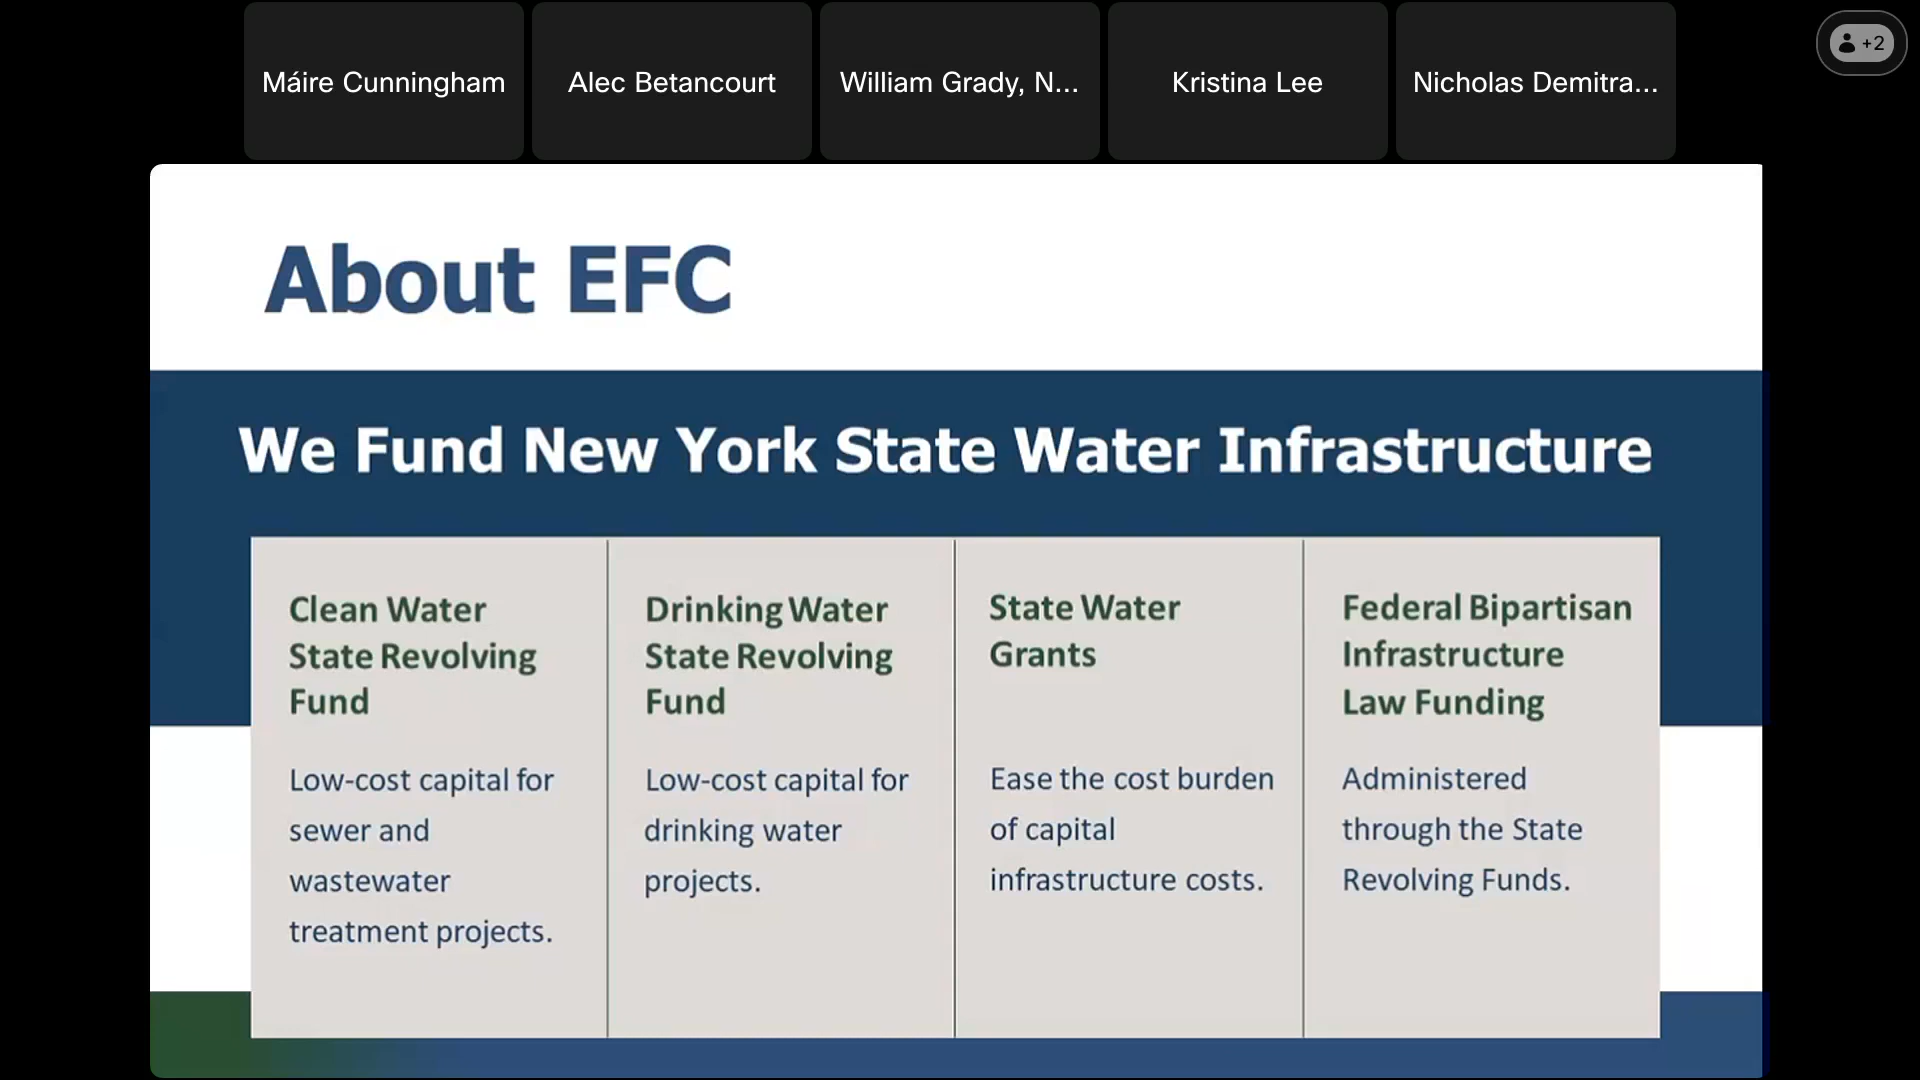 Máire Cunningham
Alec Betancourt
William Grady, N...
Kristina Lee
Nicholas Demitra...
+2
About EFC
We Fund New York State Water Infrastructure
Clean Water
State Revolving
Fund
Low-cost capital for
sewer and
wastewater
treatment projects.
Drinking Water
State Revolving
Fund
Low-cost capital for
drinking water
projects.
State Water
Grants
Ease the cost burden
of capital
infrastructure costs.
Federal Bipartisan
Infrastructure
Law Funding
Administered
through the State
Revolving Funds.